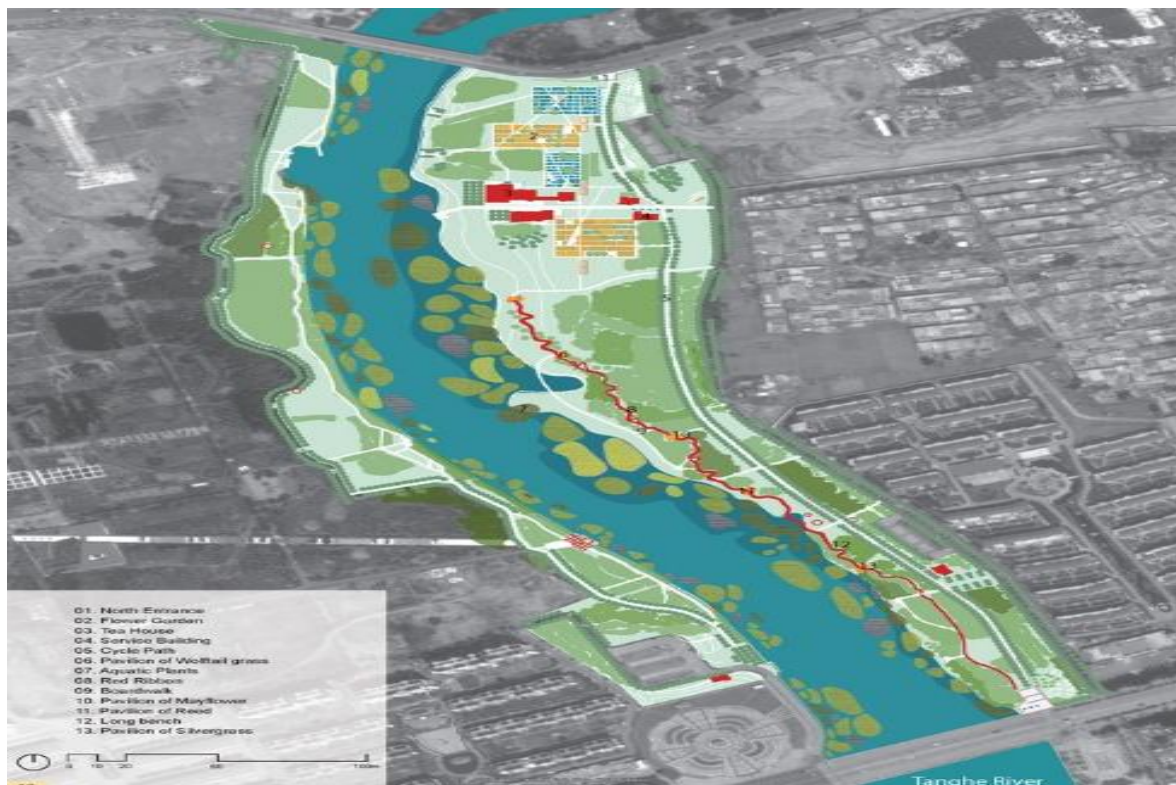 01. North Entrance
02. Flower Garden
03. Tea House
04. Service Building
05. Cycle Path
06. Pavilion of Wolftail grass
07. Aquatic Plants
08. Red Ribbon
09. Boardwalk
10. Pavilion of Mayflower
11. Pavilion of Reed
12. Long bench
13. Pavilion of Silvergrass
Tanghe River